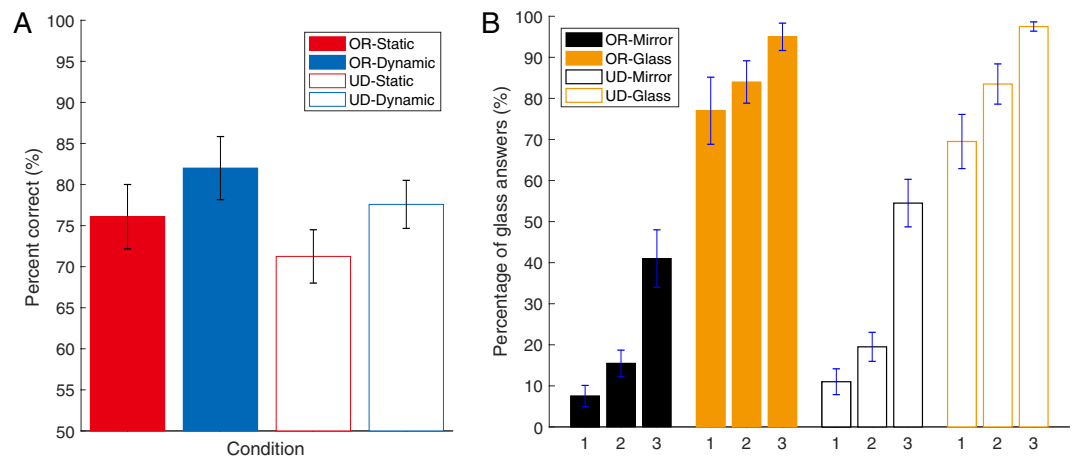 A
Percent correct (%)
100
95
90
85
80
75
70
65
60
55
50
OR-Static
OR-Dynamic
UD-Static
UD-Dynamic
Condition
B
Percentage of glass answers (%)
100
90
80
70
60
50
40
30
20
10
0
OR-Mirror
OR-Glass
UD-Mirror
UD-Glass
1 2 3 1 2 3 1 2 3 1 2 3